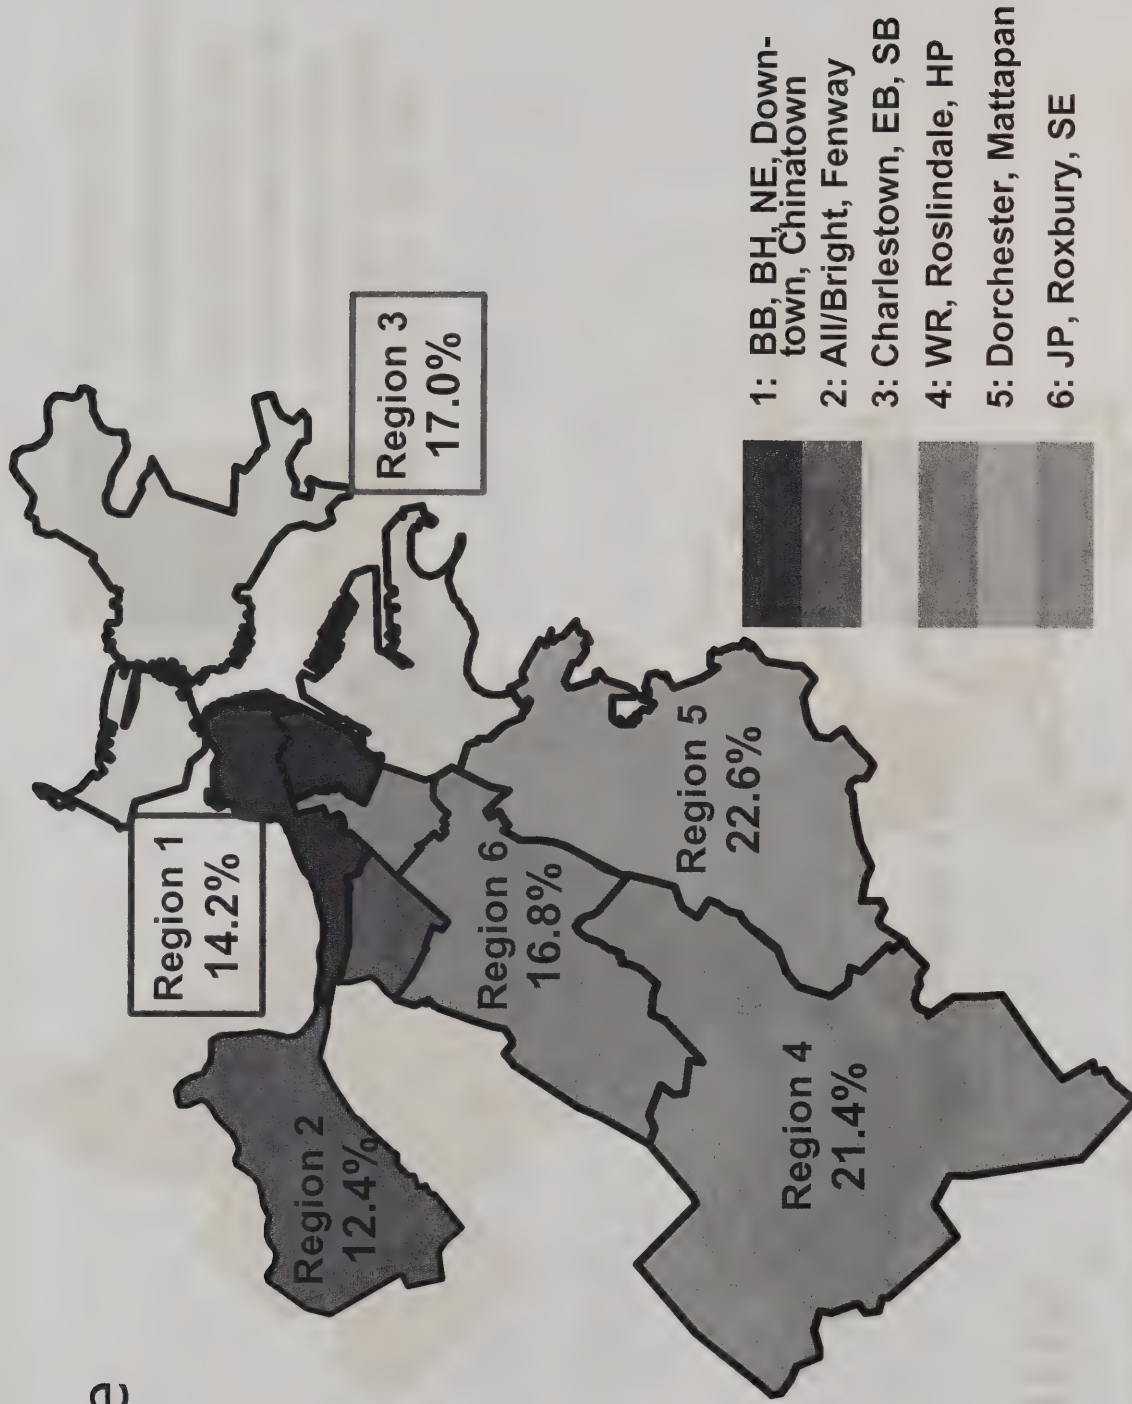 e
Region 1
14.2%
Region 3
17.0%
Region 2
12.4%
Region 6
16.8%
Region 5
22.6%
Region 4
21.4%
1: BB, BH, NE, Down-
town, Chinatown
2: All/Bright, Fenway
3: Charlestown, EB, SB
4: WR, Roslindale, HP
5: Dorchester, Mattapan
6: JP, Roxbury, SE